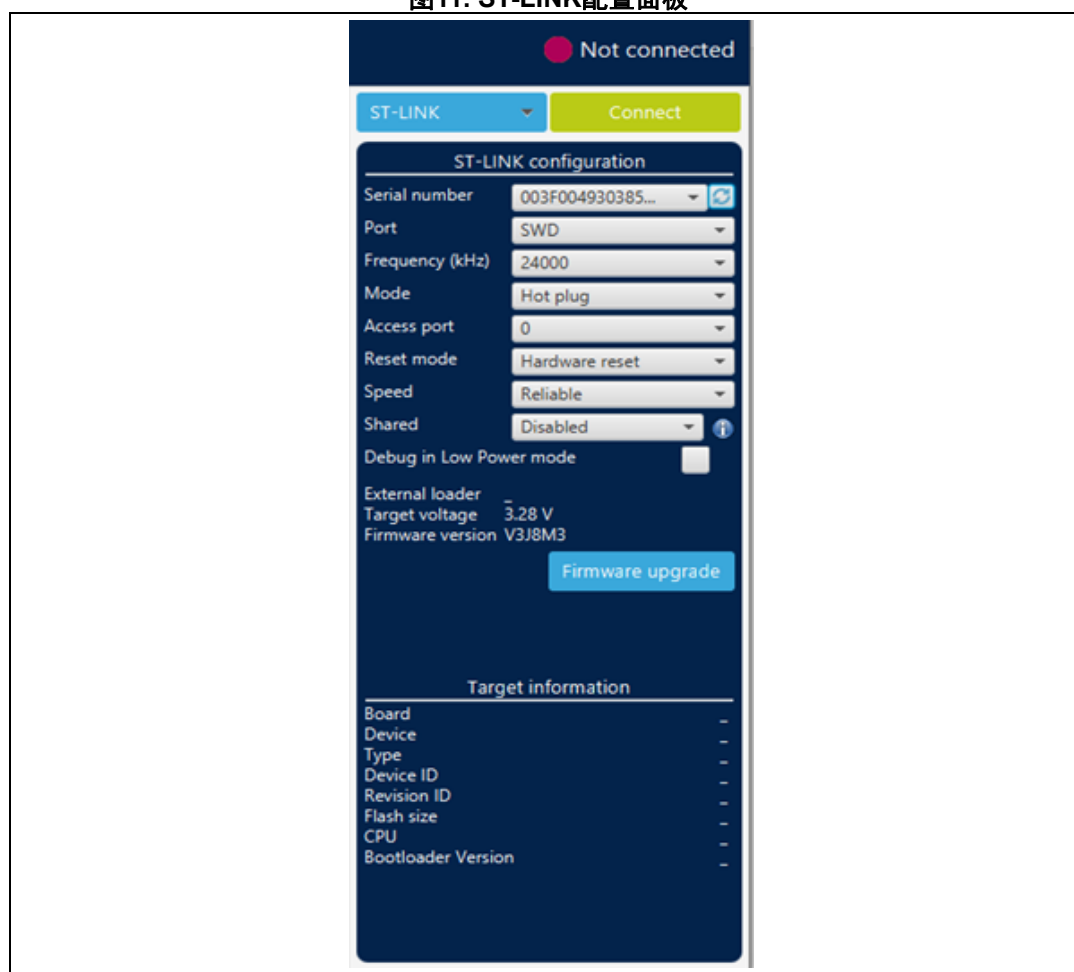 图11. ST-LINK配置面板
Not connected
ST-LINK Connect
ST-LINK configuration
Serial number 003F004930385...
Port SWD
Frequency (kHz) 24000
Mode Hot plug
Access port 0
Reset mode Hardware reset
Speed Reliable
Shared Disabled
Debug in Low Power mode
External loader _
Target voltage 3.28 V
Firmware version V3J8M3
Firmware upgrade
Target information
Board _
Device _
Type _
Device ID _
Revision ID _
Flash size _
CPU _
Bootloader Version _